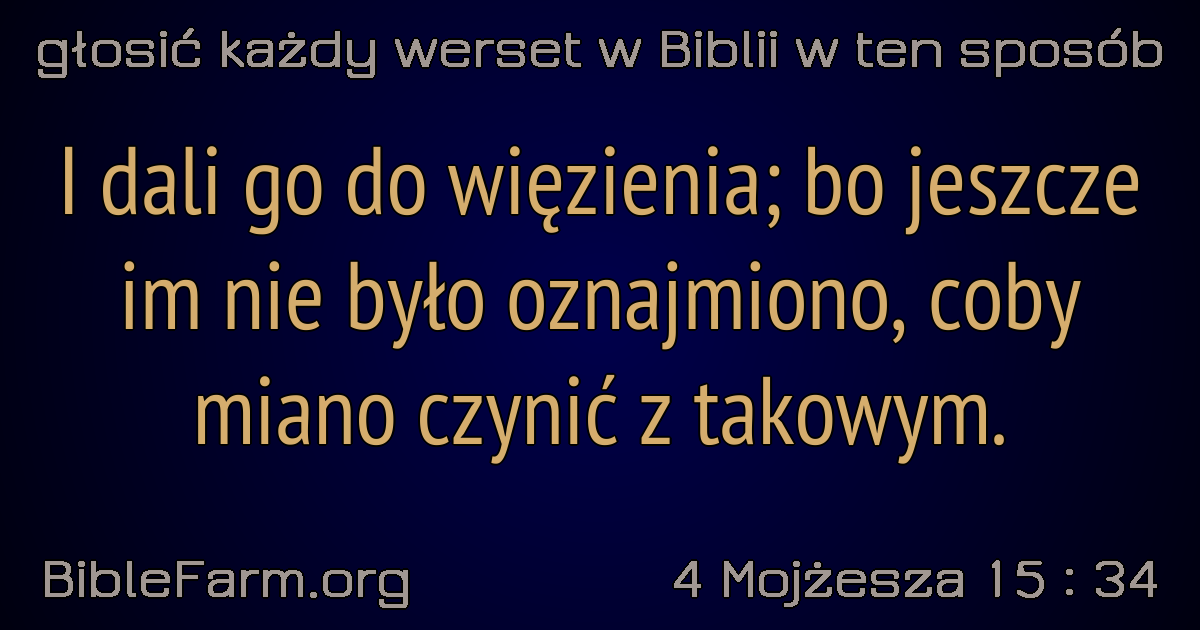 głosić każdy werset w Biblii w ten sposób
I dali go do więzienia; bo jeszcze
im nie było oznajmiono, coby
miano czynić z takowym.
BibleFarm.org
4 Mojżesza 15 : 34